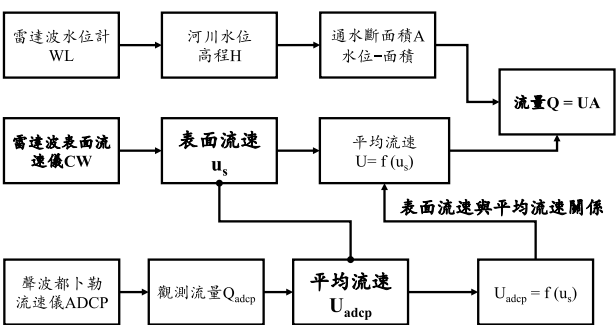 雷達波水位計
WL
河川水位
高程H
通水斷面積A
水位-面積
流量Q = UA
雷達波表面流
速儀CW
表面流速
us
平均流速
U= f (us)
表面流速與平均流速關係
聲波都卜勒
流速儀ADCP
觀測流量Qadcp
平均流速
Uadcp
Uadcp = f(us)